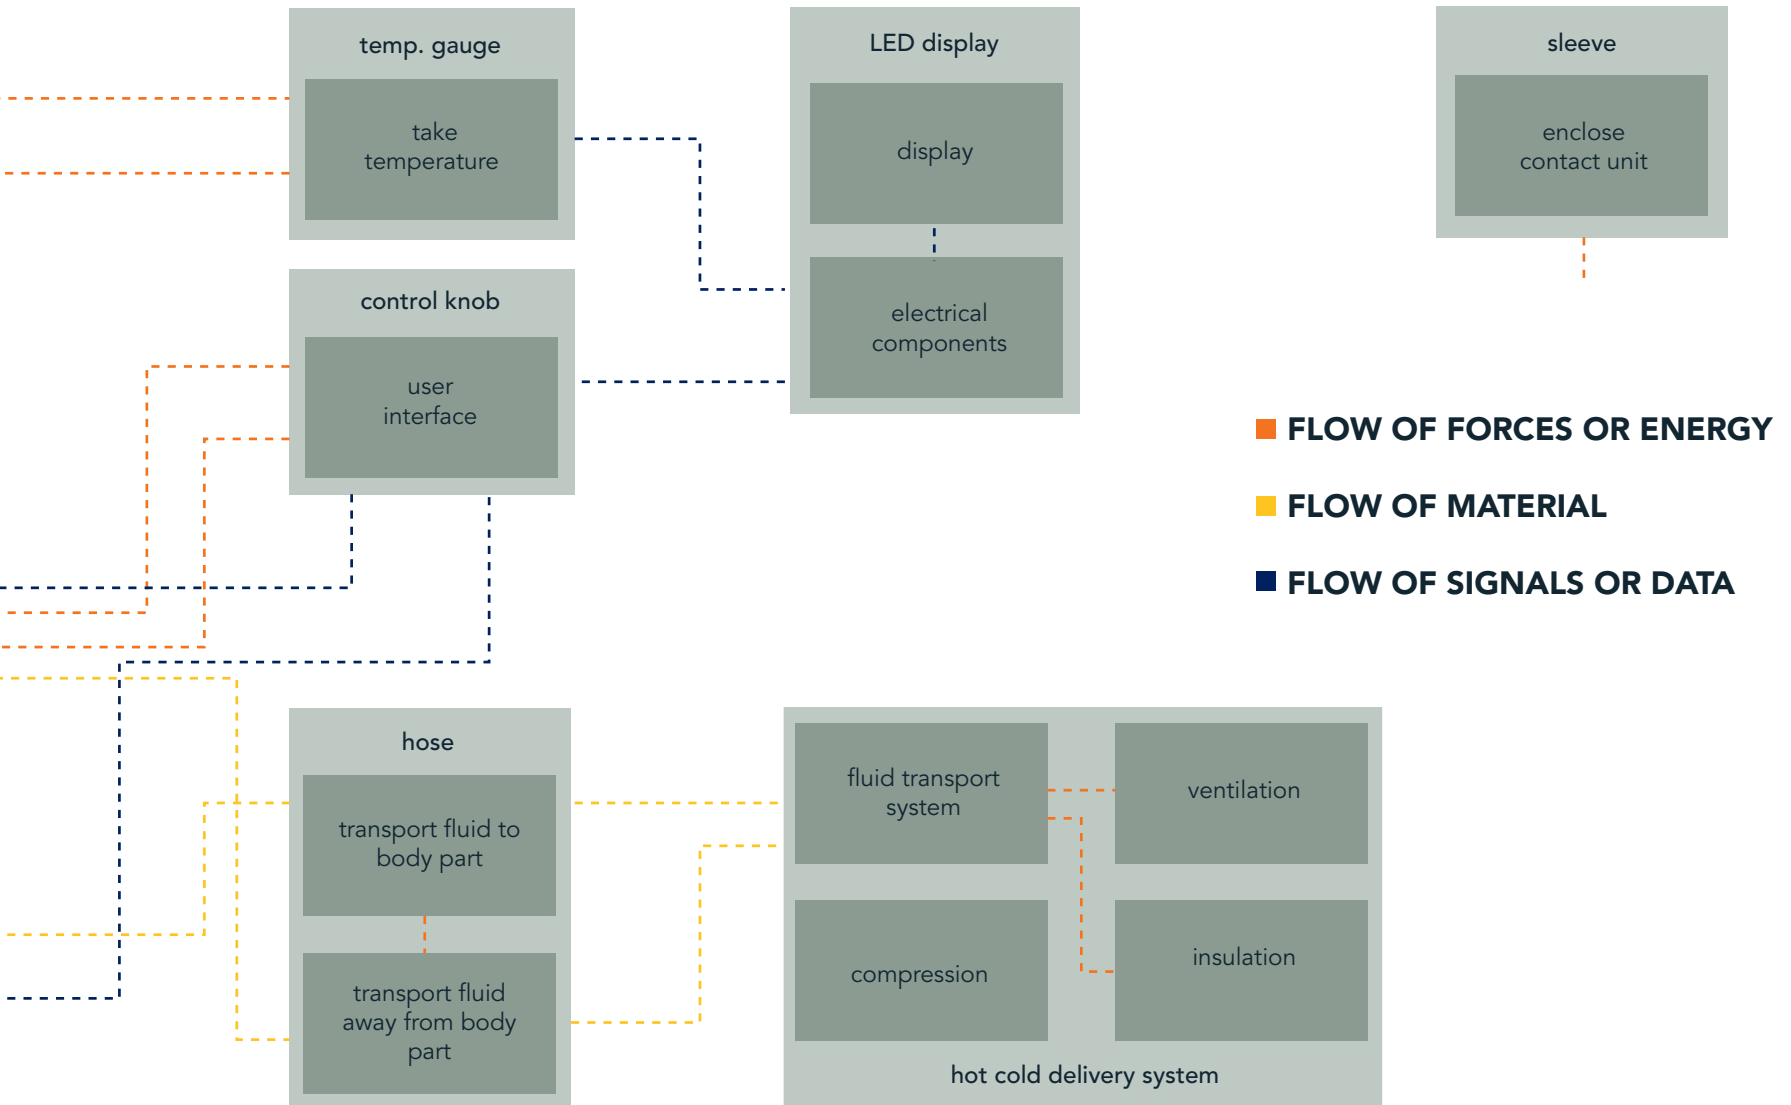 temp. gauge
take
temperature
LED display
display
electrical
components
sleeve
enclose
contact unit
control knob
user
interface
FLOW OF FORCES OR ENERGY
FLOW OF MATERIAL
FLOW OF SIGNALS OR DATA
hose
transport fluid to
body part
transport fluid
away from body
part
fluid transport
system
ventilation
compression
insulation
hot cold delivery system